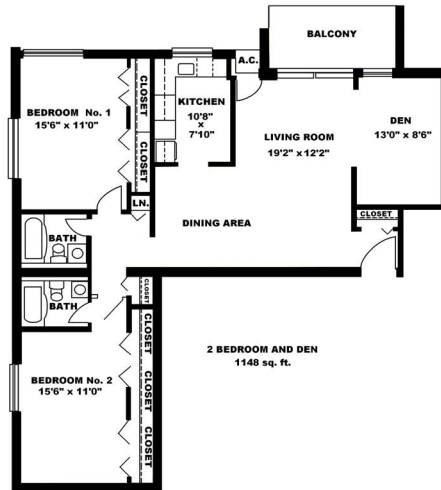 BALCONY
A.C.
BEDROOM No. 1
15'6" x 11'0"
CLOSET
CLOSET
KITCHEN
10'8"
x
7'10"
LIVING ROOM
19'2" x 12'2"
DEN
13'0" x 8'6"
LN.
CLOSET
DINING AREA
BATH
BATH
CLOSET
CLOSET
CLOSET
CLOSET
BEDROOM No. 2
15'6" x 11'0"
2 BEDROOM AND DEN
1148 sq. ft.